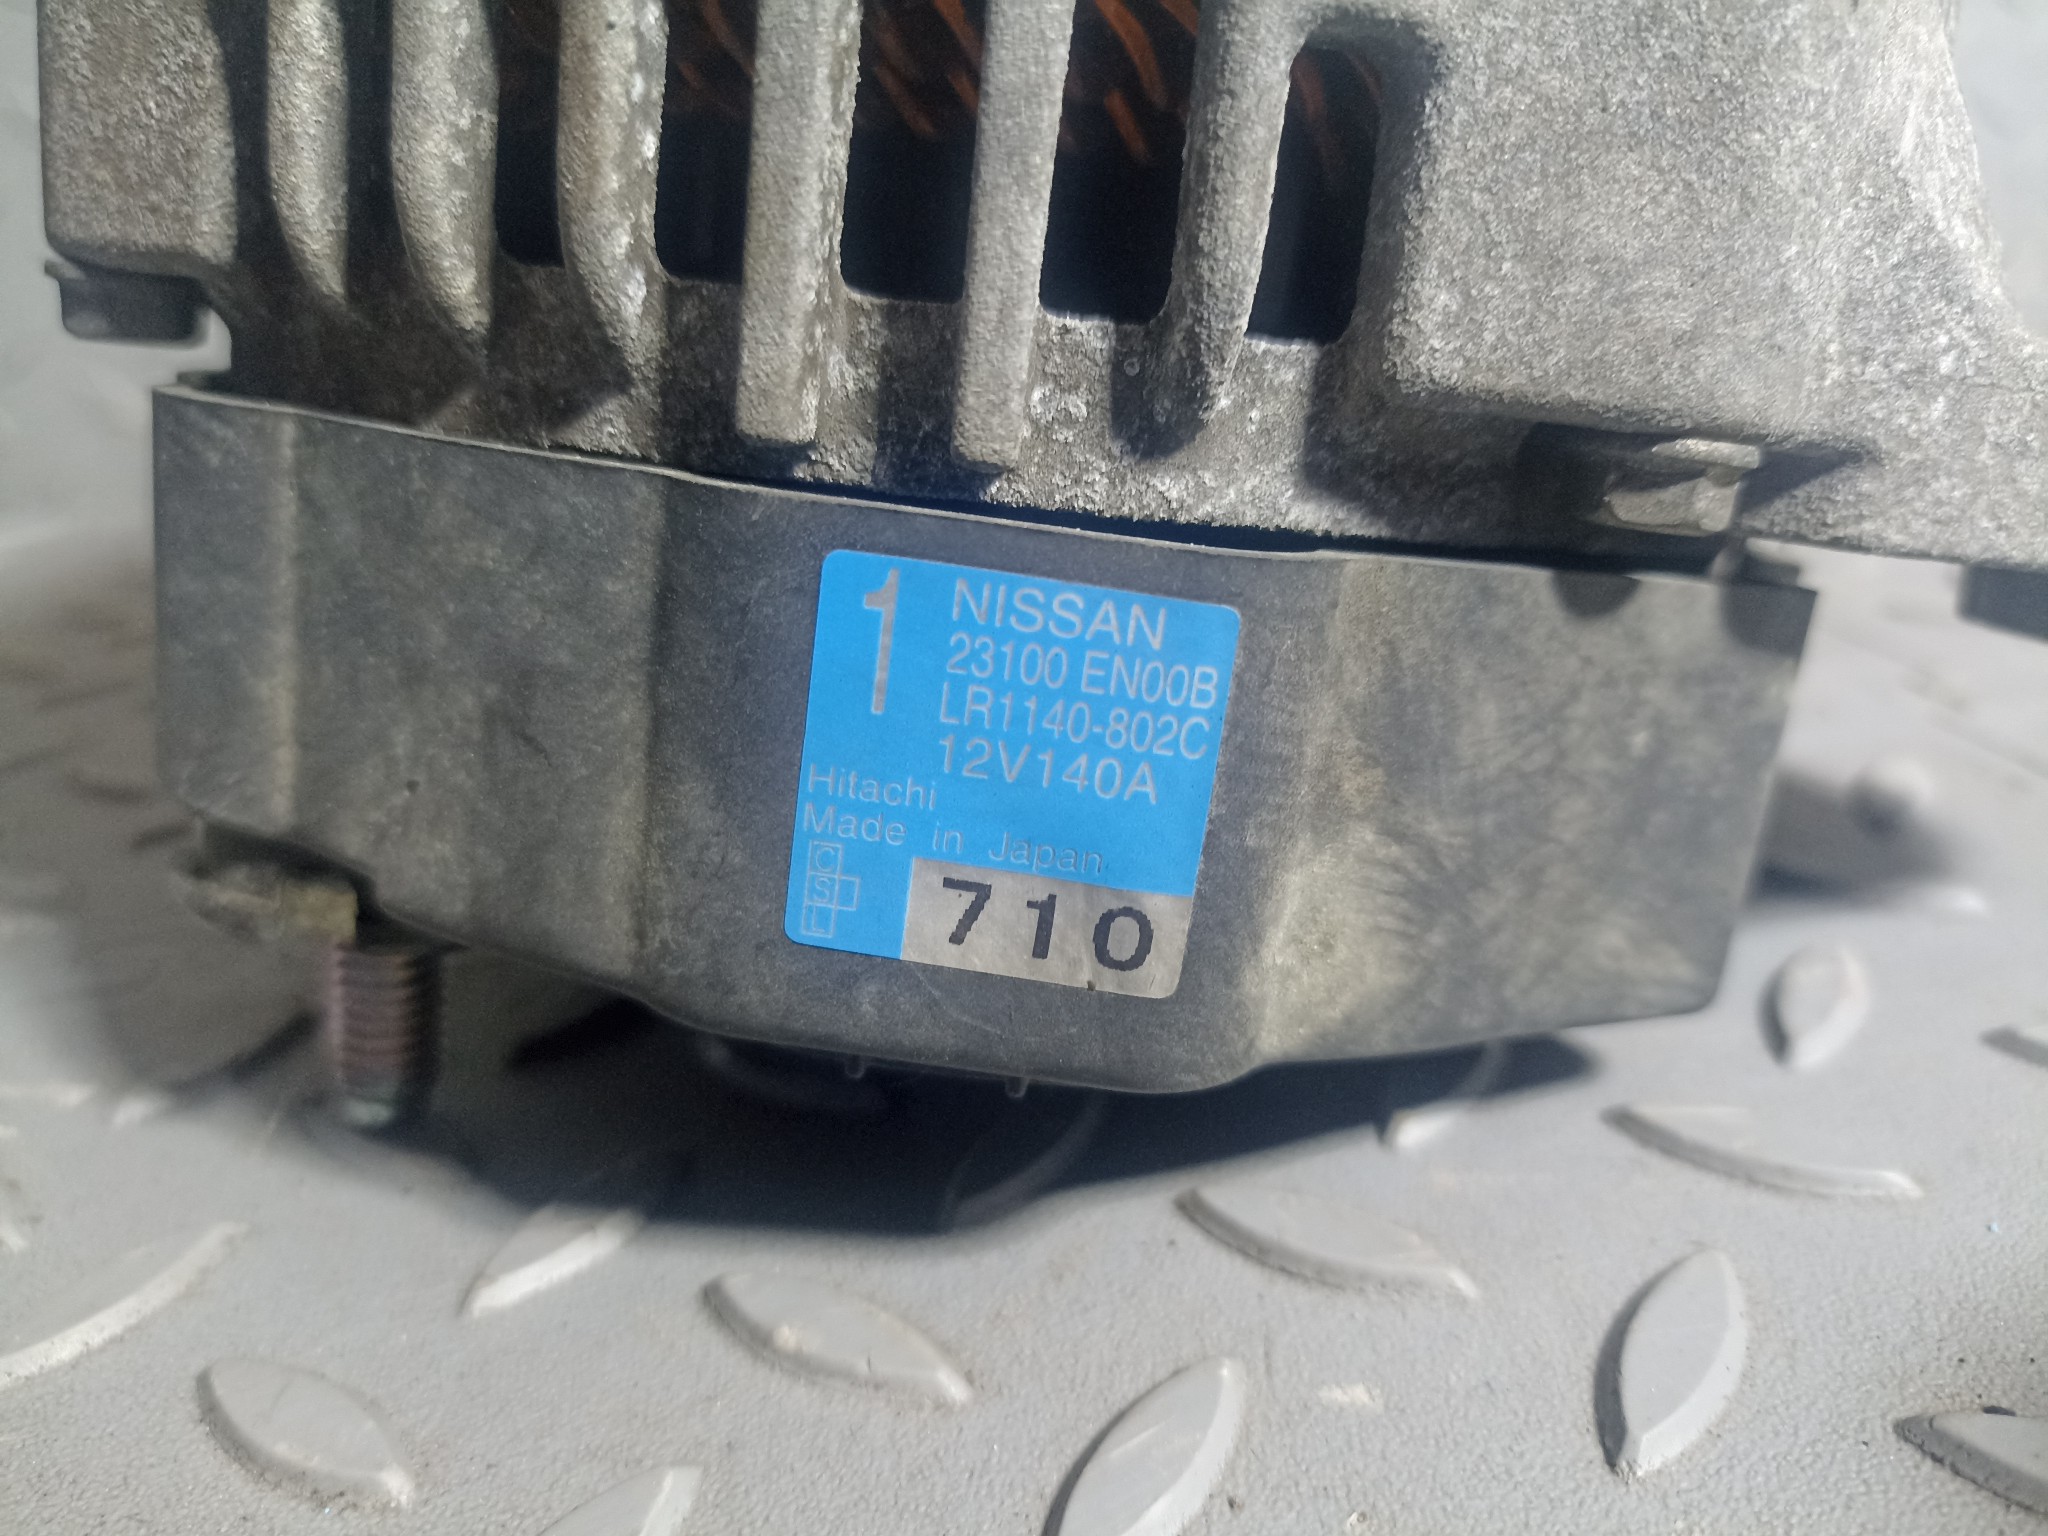 1
NISSAN
23100 EN00B
LR1140-802C
12V140A
Hitachi
Made in Japan
C
S
L
710